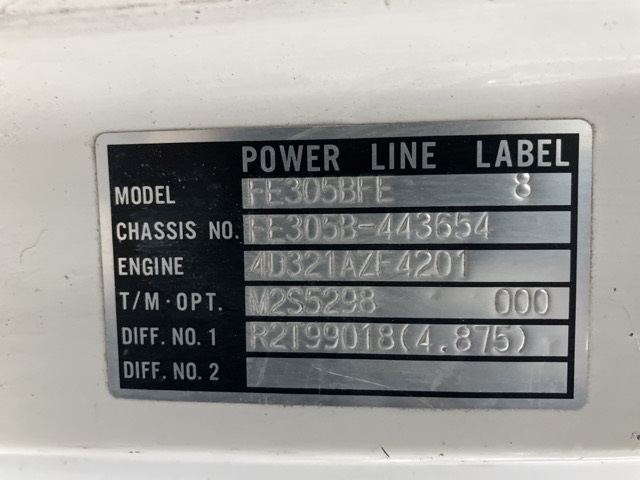 POWER LINE LABEL
MODEL FE305BFE 8
CHASSIS NO. FE305B-443654
ENGINE 4D321AZF4201
T/M·OPT. M2S5298 000
DIFF. NO. 1 R2T99018(4.875)
DIFF. NO. 2